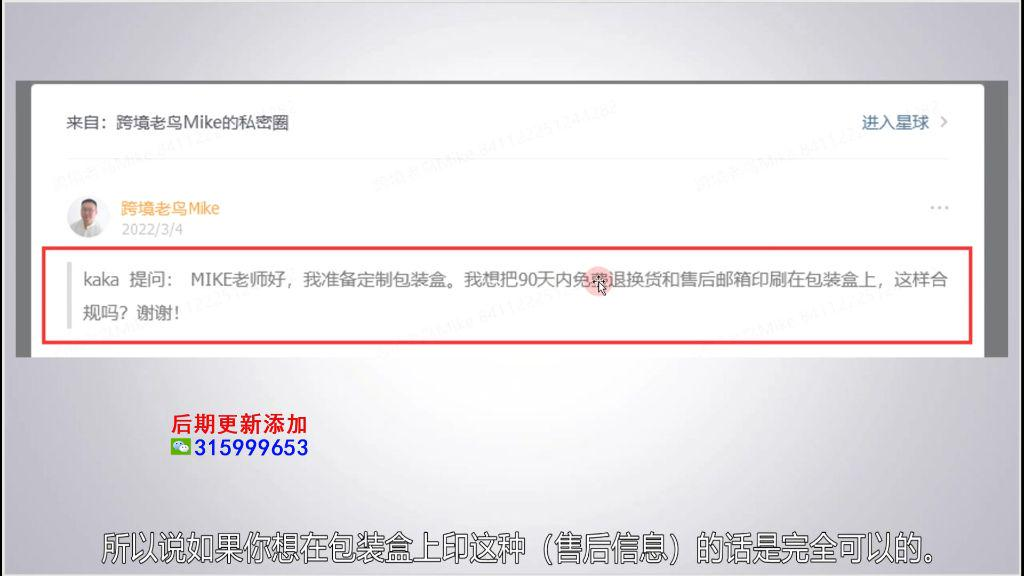 来自：跨境老鸟Mike的私密圈
进入星球
跨境老鸟Mike
2022/3/4
kaka 提问： MIKE老师好，我准备定制包装盒。我想把90天内免费退换货和售后邮箱印刷在包装盒上，这样合
规吗？谢谢！
后期更新添加
315999653
所以说如果你想在包装盒上印这种（售后信息）的话是完全可以的。